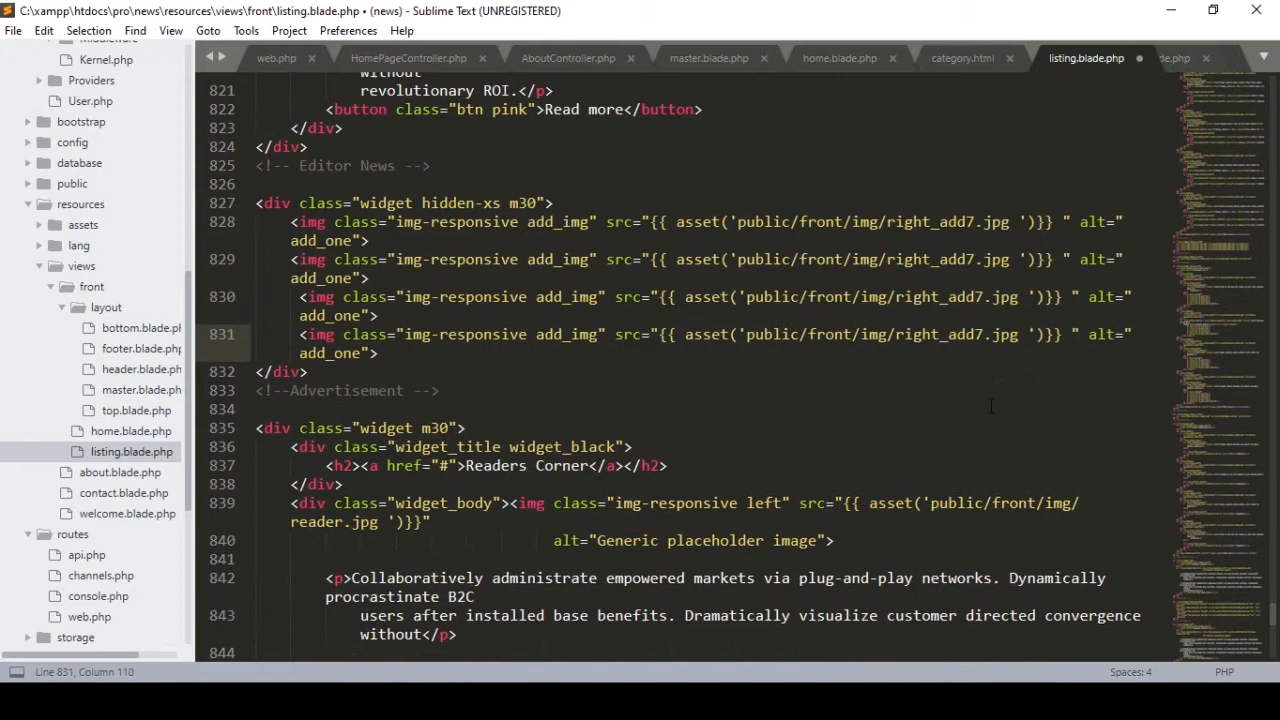 C:\xampp\htdocs\pro\news\resources\views\front\listing.blade.php • (news) - Sublime Text (UNREGISTERED)
File Edit Selection Find View Goto Tools Project Preferences Help
web.php HomePageController.php AboutController.php master.blade.php home.blade.php category.html listing.blade.php de.php
Middleware
Kernel.php
Providers
User.php
bootstrap
config
database
public
resources
assets
lang
views
front
layout
bottom.blade.ph
footer.blade.php
header.blade.ph
master.blade.ph
top.blade.php
home.blade.php
listing.blade.php
about.blade.php
contact.blade.php
welcome.blade.php
routes
api.php
channels.php
console.php
web.php
storage
without
821 revolutionary ROI.</p>
822 <button class="btn pink">Read more</button>
823 </div>
824 </div>
825 <!-- Editor News -->
826
827 <div class="widget hidden-xs m30">
828 <img class="img-responsive add_img" src="{{ asset('public/front/img/right_add7.jpg ')}} " alt="
add_one">
829 <img class="img-responsive add_img" src="{{ asset('public/front/img/right_add7.jpg ')}} " alt="
add_one">
830 <img class="img-responsive add_img" src="{{ asset('public/front/img/right_add7.jpg ')}} " alt="
add_one">
831 <img class="img-responsive add_img" src="{{ asset('public/front/img/right_add7.jpg ')}} " alt="
add_one">
832 </div>
833 <!--Advertisement -->
834
835 <div class="widget m30">
836 <div class="widget_title widget_black">
837 <h2><a href="#">Readers Corner</a></h2>
838 </div>
839 <div class="widget_body"><img class="img-responsive left" src="{{ asset('public/front/img/
reader.jpg ')}}"
840 alt="Generic placeholder image">
841
842 <p>Collaboratively administrate empowered markets via plug-and-play networks. Dynamically
procrastinate B2C
843 users after installed base benefits. Dramatically visualize customer directed convergence
without</p>
844
Line 831, Column 110
Spaces: 4 PHP